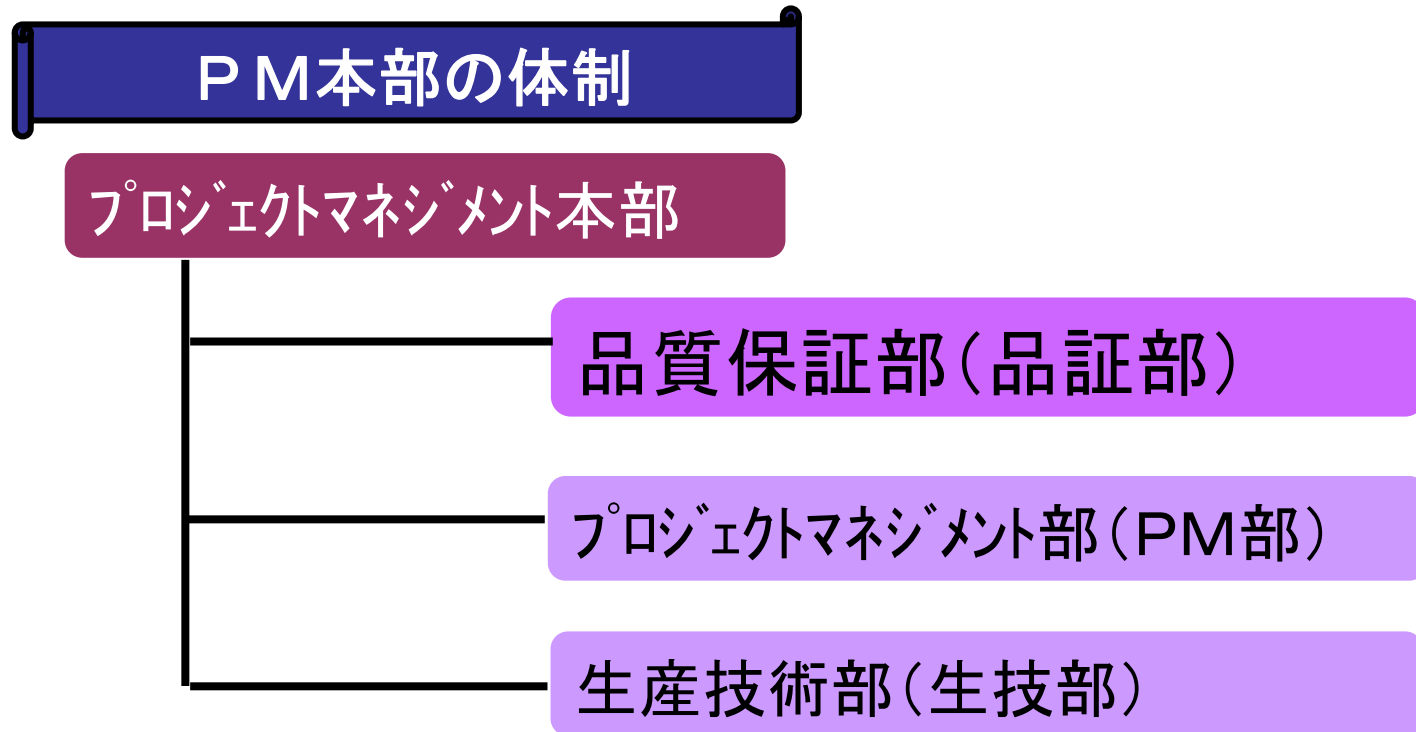 ＰＭ本部の体制
ﾌﾟﾛｼﾞｪｸﾄﾏﾈｼﾞﾒﾝﾄ本部
品質保証部（品証部）
ﾌﾟﾛｼﾞｪｸﾄﾏﾈｼﾞﾒﾝﾄ部（ＰＭ部）
生産技術部（生技部）